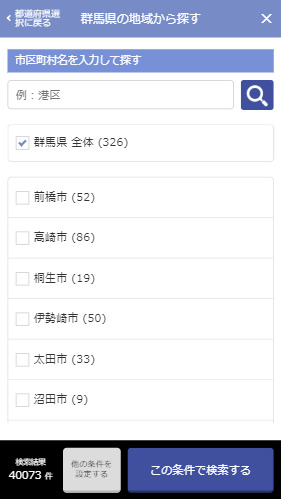 都道府県選
択に戻る
群馬県の地域から探す
市区町村名を入力して探す
例：港区
群馬県 全体 (326)
前橋市 (52)
高崎市 (86)
桐生市 (19)
伊勢崎市 (50)
太田市 (33)
沼田市 (9)
検索結果
40073 件
他の条件を
設定する
この条件で検索する